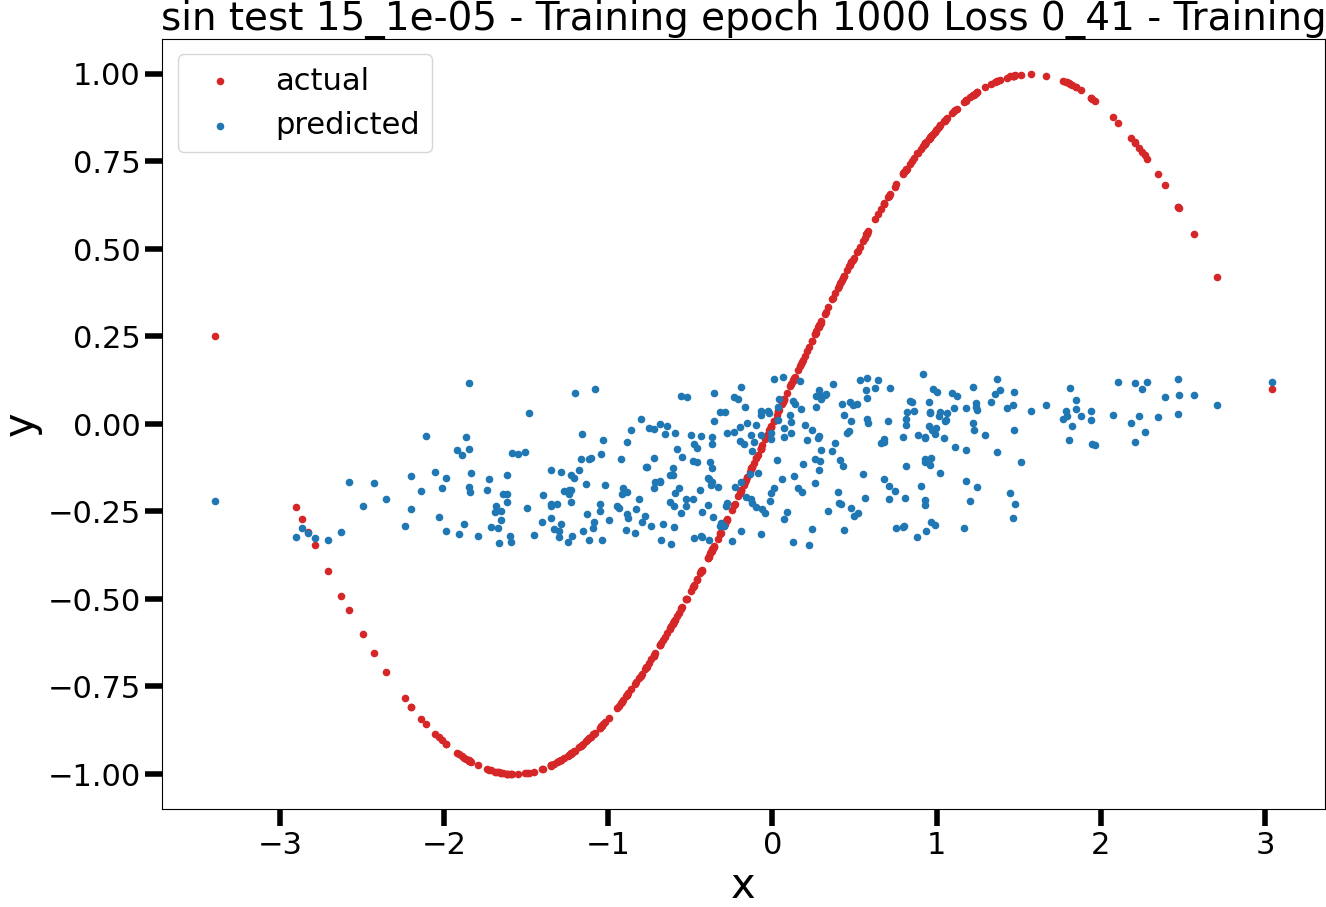 sin test 15_1e-05 - Training epoch 1000 Loss 0_41 - Training
actual
predicted
1.00
0.75
0.50
0.25
0.00
−0.25
−0.50
−0.75
−1.00
y
−3 −2 −1 0 1 2 3
x